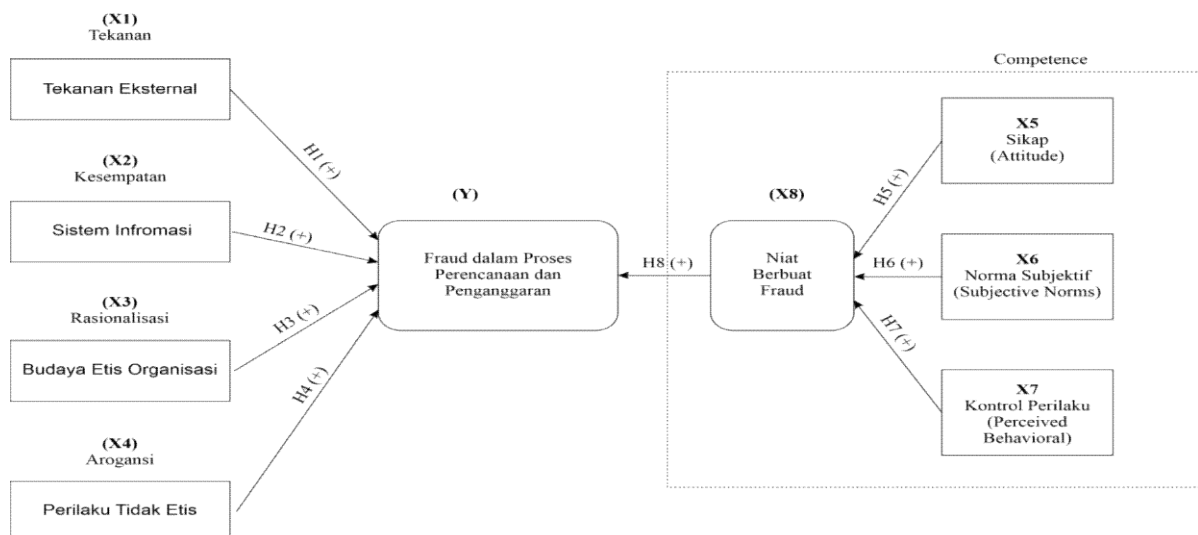 (X1)
Tekanan
Tekanan Eksternal
H1 (+)
(X2)
Kesempatan
Sistem Infromasi
H2 (+)
(X3)
Rasionalisasi
Budaya Etis Organisasi
H3 (+)
(X4)
Arogansi
Perilaku Tidak Etis
H4 (+)
(Y)
Fraud dalam Proses
Perencanaan dan
Penganggaran
H8 (+)
Competence
(X8)
Niat
Berbuat
Fraud
H5 (+)
H6 (+)
H7 (+)
X5
Sikap
(Attitude)
X6
Norma Subjektif
(Subjective Norms)
X7
Kontrol Perilaku
(Perceived
Behavioral)